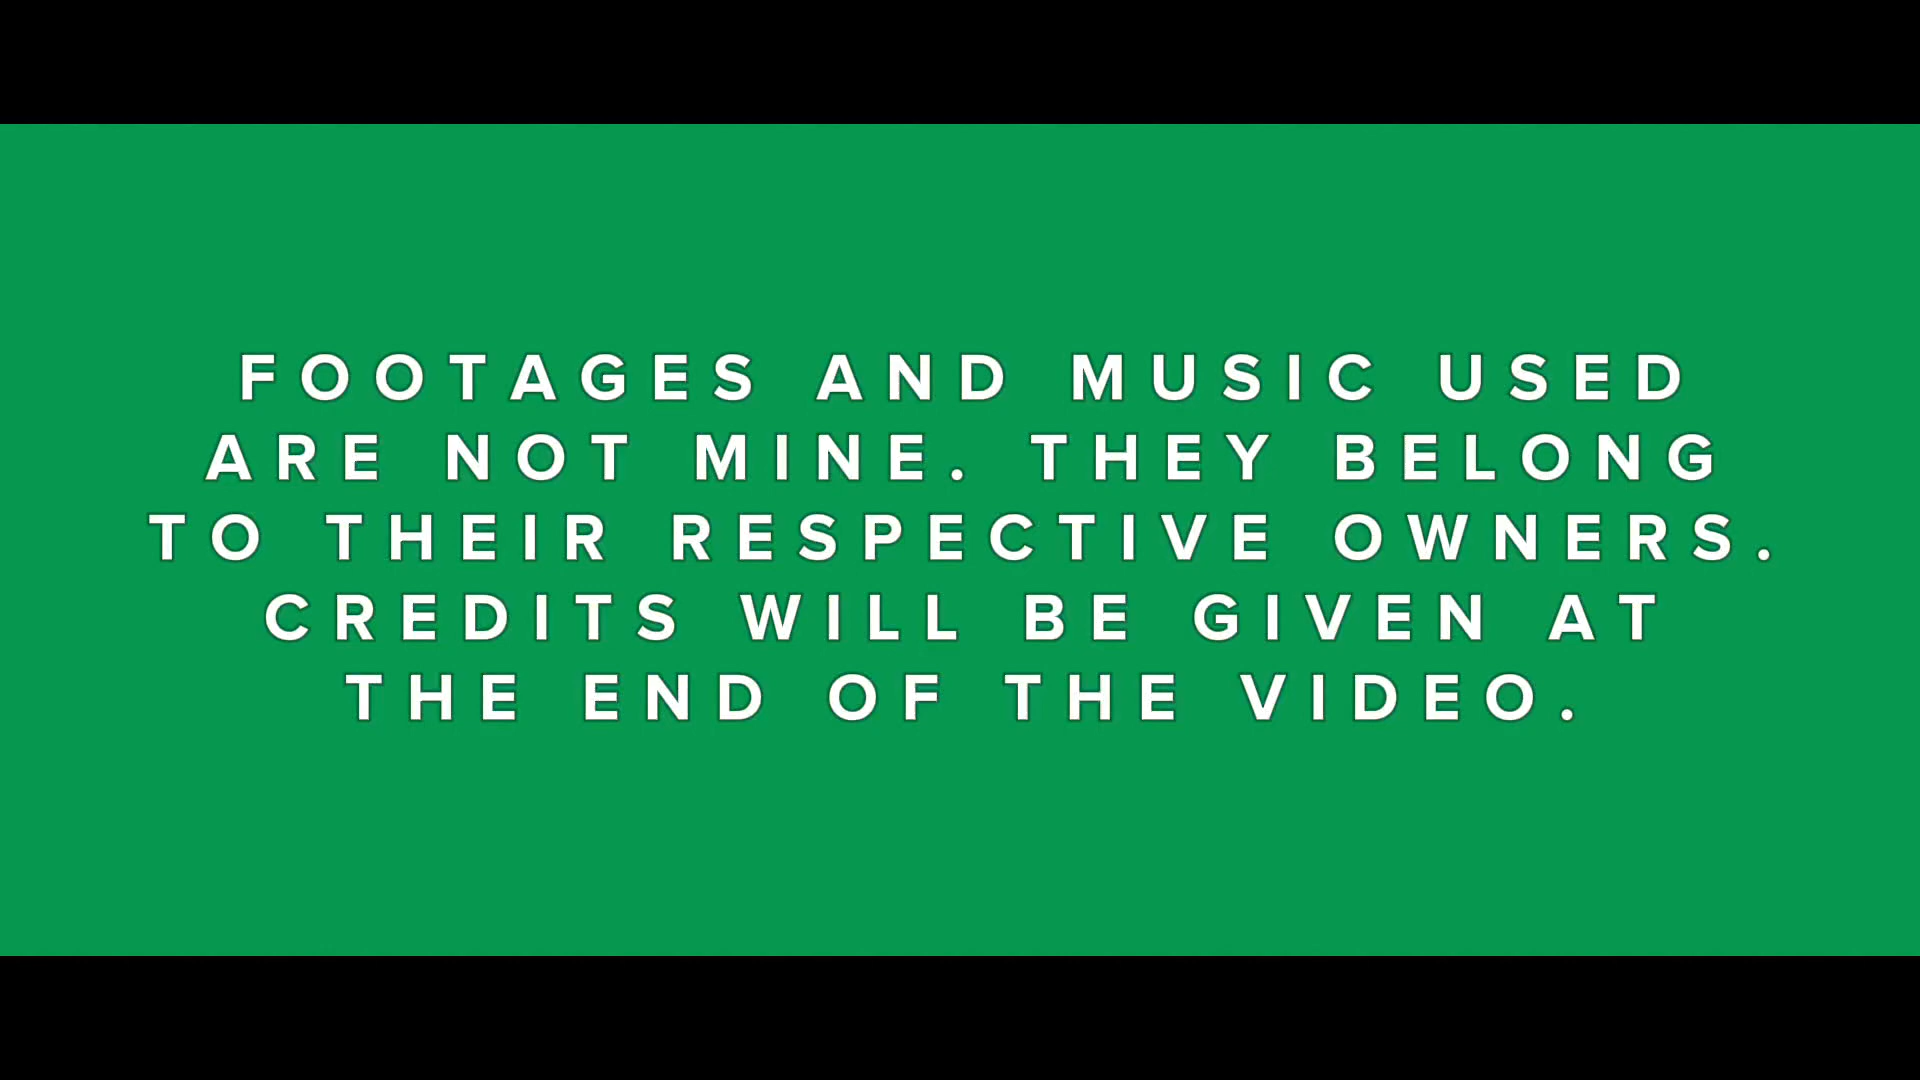 FOOTAGES AND MUSIC USED
ARE NOT MINE. THEY BELONG
TO THEIR RESPECTIVE OWNERS.
CREDITS WILL BE GIVEN AT
THE END OF THE VIDEO.